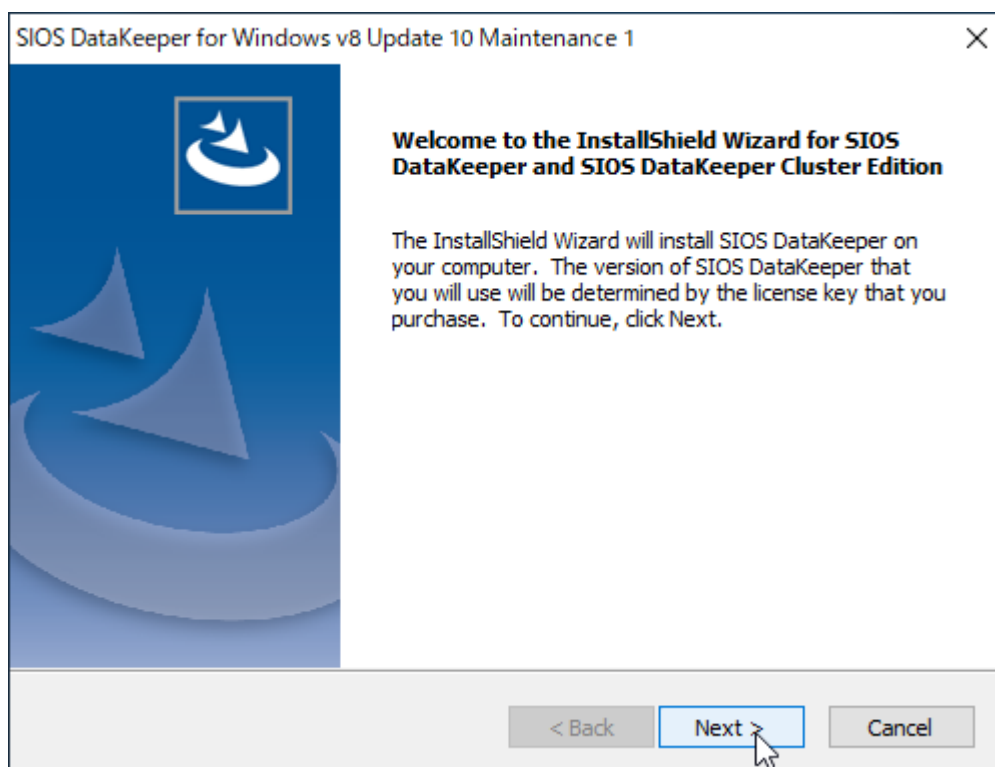 SIOS DataKeeper for Windows v8 Update 10 Maintenance 1
Welcome to the InstallShield Wizard for SIOS
DataKeeper and SIOS DataKeeper Cluster Edition
The InstallShield Wizard will install SIOS DataKeeper on
your computer. The version of SIOS DataKeeper that
you will use will be determined by the license key that you
purchase. To continue, click Next.
< Back
Next >
Cancel